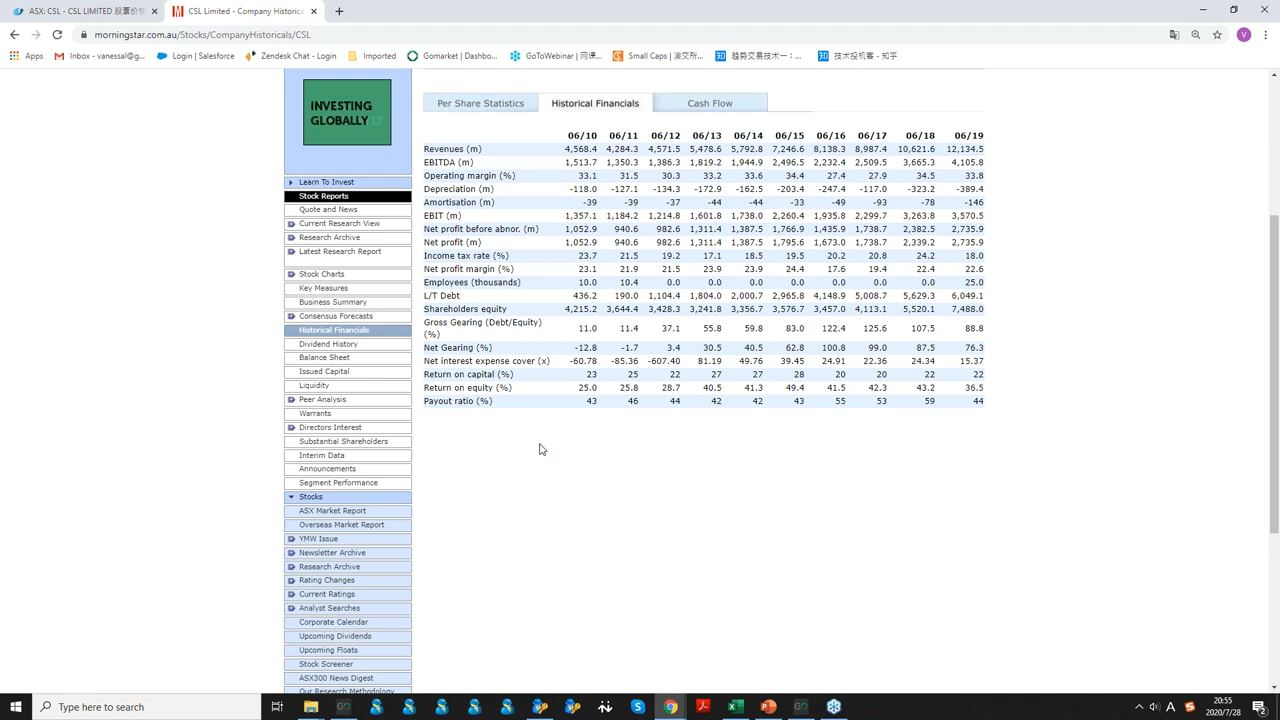 ASX: CSL - CSL LIMITED 股票价格
CSL Limited - Company Historica
morningstar.com.au/Stocks/CompanyHistoricals/CSL
Apps
Inbox - vanessal@g...
Login | Salesforce
Zendesk Chat - Login
Imported
Gomarket | Dashbo...
GoToWebinar | 网课...
Small Caps | 澳交所...
趋势交易技术一：...
技术投机客 - 知乎
INVESTING
GLOBALLY
Learn To Invest
Stock Reports
Quote and News
Current Research View
Research Archive
Latest Research Report
Stock Charts
Key Measures
Business Summary
Consensus Forecasts
Historical Financials
Dividend History
Balance Sheet
Issued Capital
Liquidity
Peer Analysis
Warrants
Directors Interest
Substantial Shareholders
Interim Data
Announcements
Segment Performance
Stocks
ASX Market Report
Overseas Market Report
YMW Issue
Newsletter Archive
Research Archive
Rating Changes
Current Ratings
Analyst Searches
Corporate Calendar
Upcoming Dividends
Upcoming Floats
Stock Screener
ASX300 News Digest
Our Research Methodology
Per Share Statistics Historical Financials Cash Flow
06/10 06/11 06/12 06/13 06/14 06/15 06/16 06/17 06/18 06/19
Revenues (m) 4,568.4 4,284.3 4,571.5 5,478.6 5,792.8 7,246.6 8,138.3 8,987.4 10,621.6 12,134.5
EBITDA (m) 1,513.7 1,350.3 1,386.3 1,819.2 1,944.9 2,496.5 2,232.4 2,509.5 3,665.3 4,105.8
Operating margin (%) 33.1 31.5 30.3 33.2 33.6 34.4 27.4 27.9 34.5 33.8
Depreciation (m) 118.0 -127.1 -134.3 -172.9 -203.4 -247.4 -117.0 -323.2 -389.4
Amortisation (m) -39 -39 -37 -44 -44 -33 -49 -93 -78 -146
EBIT (m) 1,357.1 1,184.2 1,214.8 1,601.8 1,738.0 2,260.4 1,935.8 2,299.7 3,263.8 3,570.5
Net profit before abnor. (m) 1,052.9 940.6 982.6 1,311.1 1,387.5 1,766.9 1,435.9 1,738.7 2,382.5 2,735.9
Net profit (m) 1,052.9 940.6 982.6 1,311.1 1,387.5 1,795.6 1,673.0 1,738.7 2,339.2 2,735.9
Income tax rate (%) 23.7 21.5 19.2 17.1 18.5 19.5 20.2 20.8 24.2 18.0
Net profit margin (%) 23.1 21.9 21.5 23.9 23.9 24.4 17.6 19.4 22.4 22.6
Employees (thousands) 10.0 10.4 0.0 0.0 0.0 0.0 0.0 0.0 0.0 25.0
L/T Debt 436.2 190.0 1,104.4 1,804.0 2,000.7 2,965.8 4,148.9 5,008.7 5,629.3 6,049.1
Shareholders equity 4,215.2 3,644.4 3,428.3 3,241.8 3,356.7 3,576.7 3,457.0 4,113.1 5,520.1 7,488.0
Gross Gearing (Debt/Equity) (%) 11.0 11.4 37.1 55.8 59.6 83.0 122.4 125.6 107.5 88.8
Net Gearing (%) -12.8 -1.7 3.4 30.5 40.5 62.8 100.8 99.0 87.5 76.3
Net interest expense cover (x) -60.78 -85.36 -607.40 81.19 49.76 39.45 24.91 22.36 24.34 15.37
Return on capital (%) 23 25 22 27 27 28 20 20 22 22
Return on equity (%) 25.0 25.8 28.7 40.5 41.3 49.4 41.5 42.3 43.2 36.5
Payout ratio (%) 43 46 44 42 42 43 55 53 59 44
Type here to search
20:55
2020/7/28